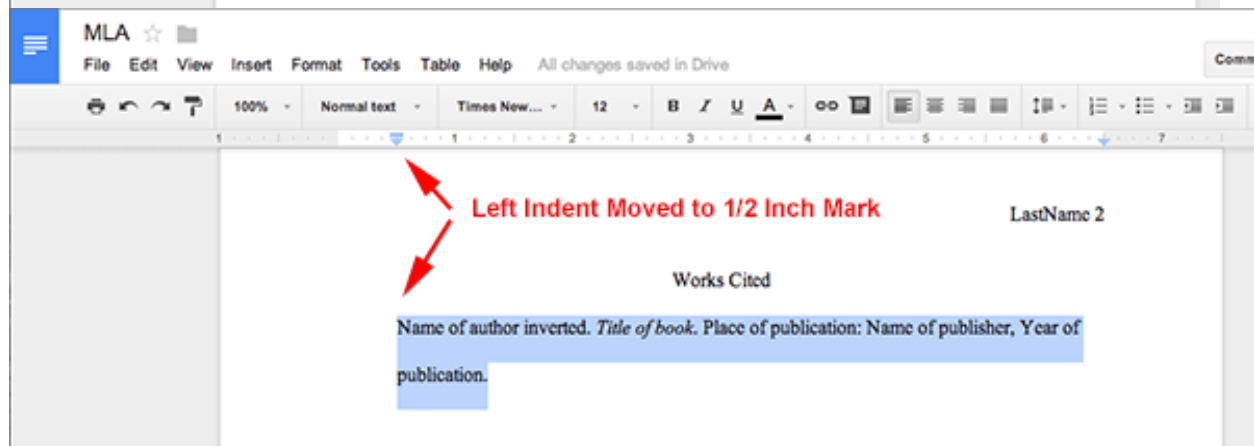 MLA
File Edit View Insert Format Tools Table Help All changes saved in Drive
Comm
100% Normal text Times New... 12 B I U A
1 1 2 3 4 5 6 7
Left Indent Moved to 1/2 Inch Mark
LastName 2
Works Cited
Name of author inverted. Title of book. Place of publication: Name of publisher, Year of
publication.